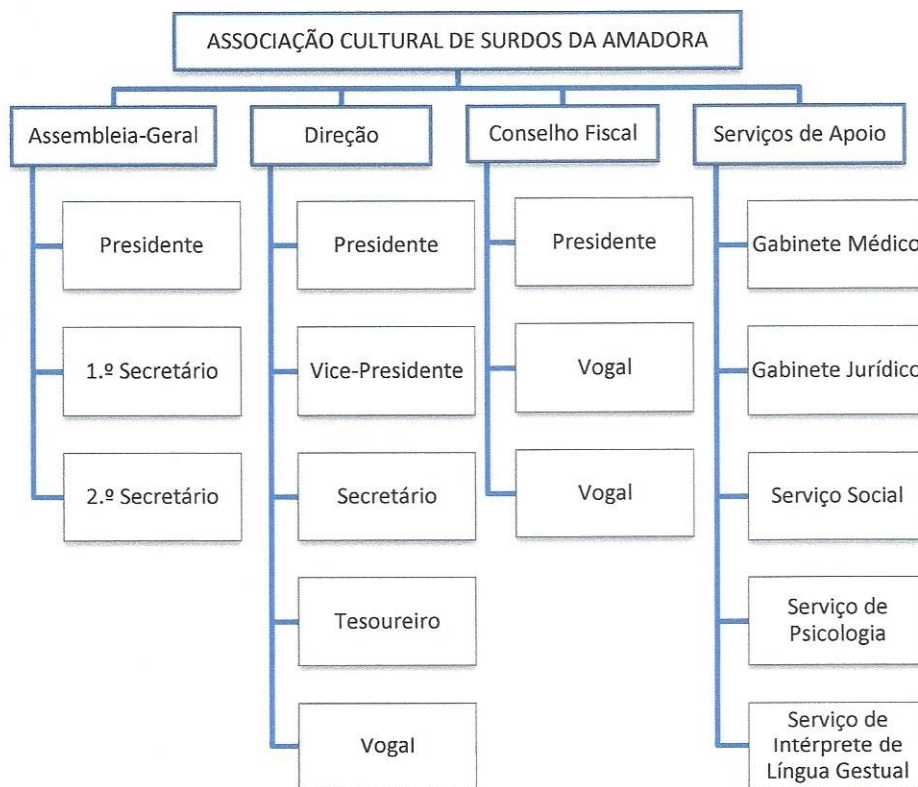 ASSOCIAÇÃO CULTURAL DE SURDOS DA AMADORA
Assembleia-Geral
Presidente
1.º Secretário
2.º Secretário
Direção
Presidente
Vice-Presidente
Secretário
Tesoureiro
Vogal
Conselho Fiscal
Presidente
Vogal
Vogal
Serviços de Apoio
Gabinete Médico
Gabinete Jurídico
Serviço Social
Serviço de
Psicologia
Serviço de
Intérprete de
Língua Gestual